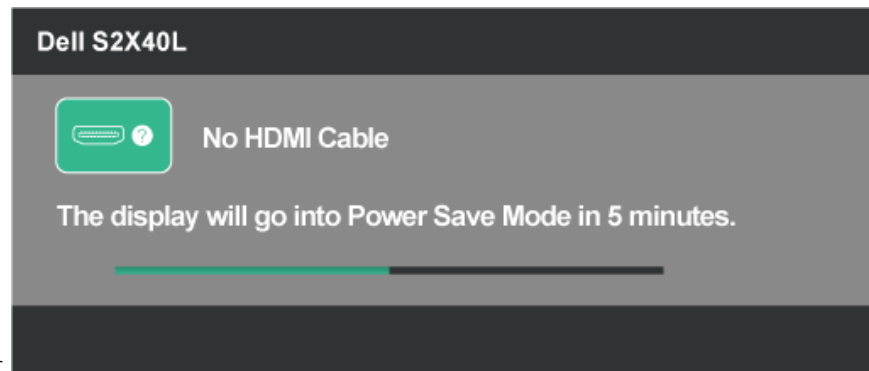 Dell S2X40L
?
No HDMI Cable
The display will go into Power Save Mode in 5 minutes.